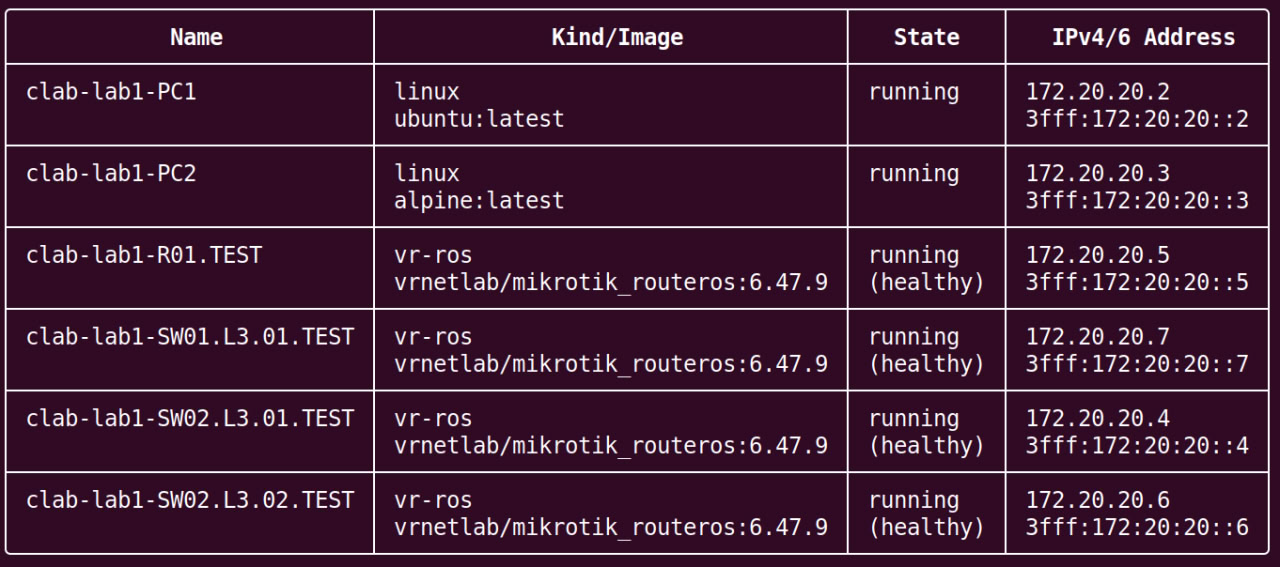 Name Kind/Image State IPv4/6 Address
clab-lab1-PC1 linux running 172.20.20.2
ubuntu:latest 3fff:172:20:20::2
clab-lab1-PC2 linux running 172.20.20.3
alpine:latest 3fff:172:20:20::3
clab-lab1-R01.TEST vr-ros running 172.20.20.5
vrnetlab/mikrotik_routeros:6.47.9 (healthy) 3fff:172:20:20::5
clab-lab1-SW01.L3.01.TEST vr-ros running 172.20.20.7
vrnetlab/mikrotik_routeros:6.47.9 (healthy) 3fff:172:20:20::7
clab-lab1-SW02.L3.01.TEST vr-ros running 172.20.20.4
vrnetlab/mikrotik_routeros:6.47.9 (healthy) 3fff:172:20:20::4
clab-lab1-SW02.L3.02.TEST vr-ros running 172.20.20.6
vrnetlab/mikrotik_routeros:6.47.9 (healthy) 3fff:172:20:20::6